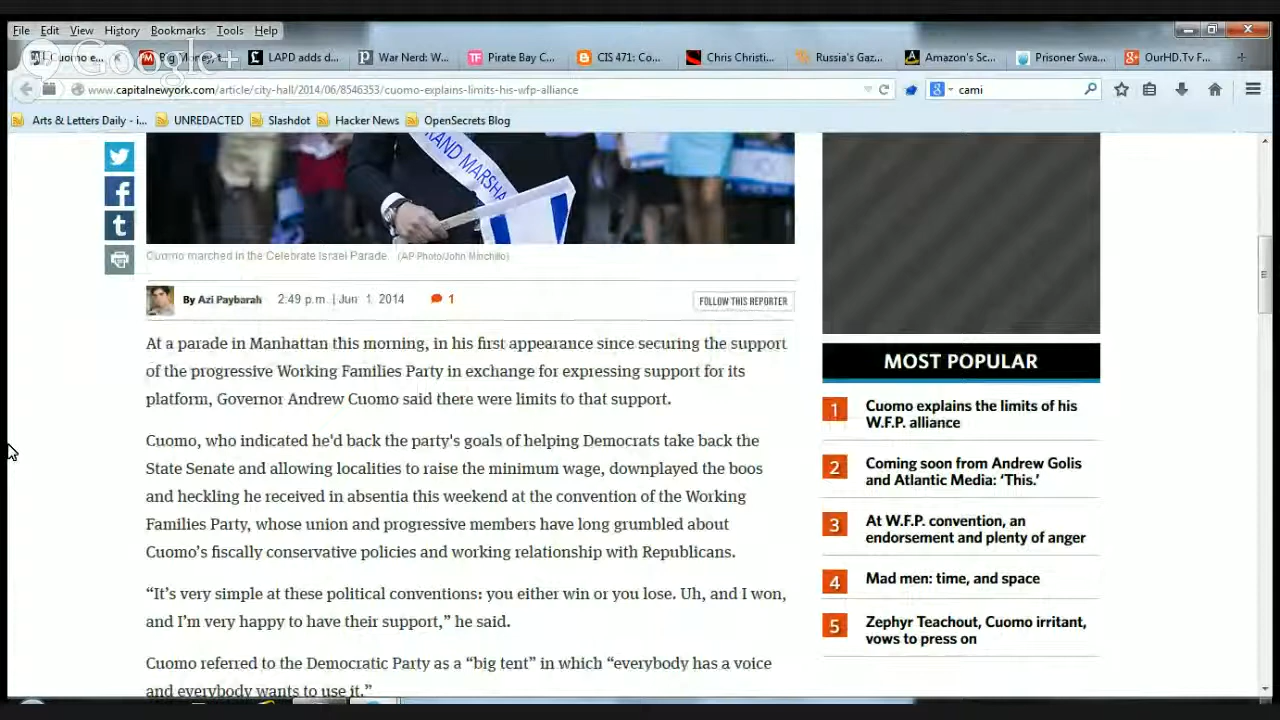 File Edit View History Bookmarks Tools Help
Google+
Cuomo e... LAPD adds d... War Nerd: W... Pirate Bay C... CIS 471: Co... Chris Christi... Russia's Gaz... Amazon's Sc... Prisoner Swa... OurHD.Tv F...
www.capitalnewyork.com/article/city-hall/2014/06/8546353/cuomo-explains-limits-his-wfp-alliance
cami
Arts & Letters Daily - i... UNREDACTED Slashdot Hacker News OpenSecrets Blog
RAND MARSHA
Cuomo marched in the Celebrate Israel Parade. (AP Photo/John Minchillo)
By Azi Paybarah 2:49 p.m. | Jun. 1, 2014 1
FOLLOW THIS REPORTER
At a parade in Manhattan this morning, in his first appearance since securing the support
of the progressive Working Families Party in exchange for expressing support for its
platform, Governor Andrew Cuomo said there were limits to that support.
Cuomo, who indicated he'd back the party's goals of helping Democrats take back the
State Senate and allowing localities to raise the minimum wage, downplayed the boos
and heckling he received in absentia this weekend at the convention of the Working
Families Party, whose union and progressive members have long grumbled about
Cuomo's fiscally conservative policies and working relationship with Republicans.
“It's very simple at these political conventions: you either win or you lose. Uh, and I won,
and I'm very happy to have their support,” he said.
Cuomo referred to the Democratic Party as a “big tent” in which “everybody has a voice
and everybody wants to use it.”
MOST POPULAR
1 Cuomo explains the limits of his
W.F.P. alliance
2 Coming soon from Andrew Golis
and Atlantic Media: ‘This.’
3 At W.F.P. convention, an
endorsement and plenty of anger
4 Mad men: time, and space
5 Zephyr Teachout, Cuomo irritant,
vows to press on